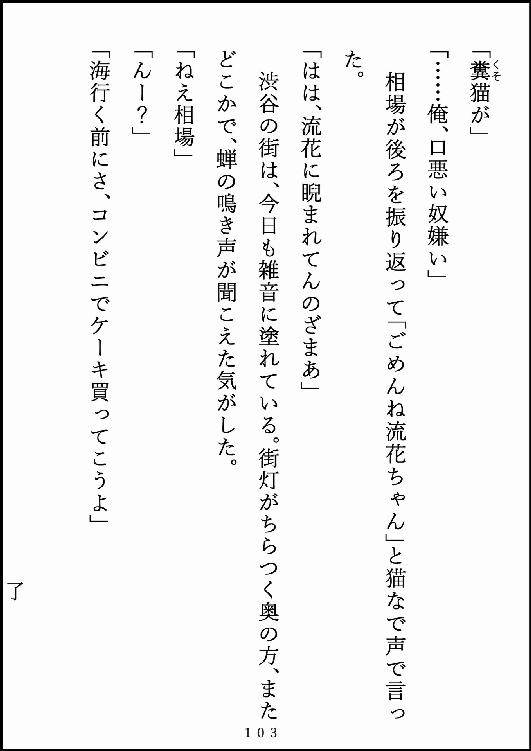 「糞猫が」
くそ
「……俺、口悪い奴嫌い」
　相場が後ろを振り返って「ごめんね流花ちゃん」と猫なで声で言っ
た。
「はは、流花に睨まれてんのざまあ」
　渋谷の街は、今日も雑音に塗れている。街灯がちらつく奥の方、また
どこかで、蝉の鳴き声が聞こえた気がした。
「ねえ相場」
「んー？」
「海行く前にさ、コンビニでケーキ買ってこうよ」
了
103